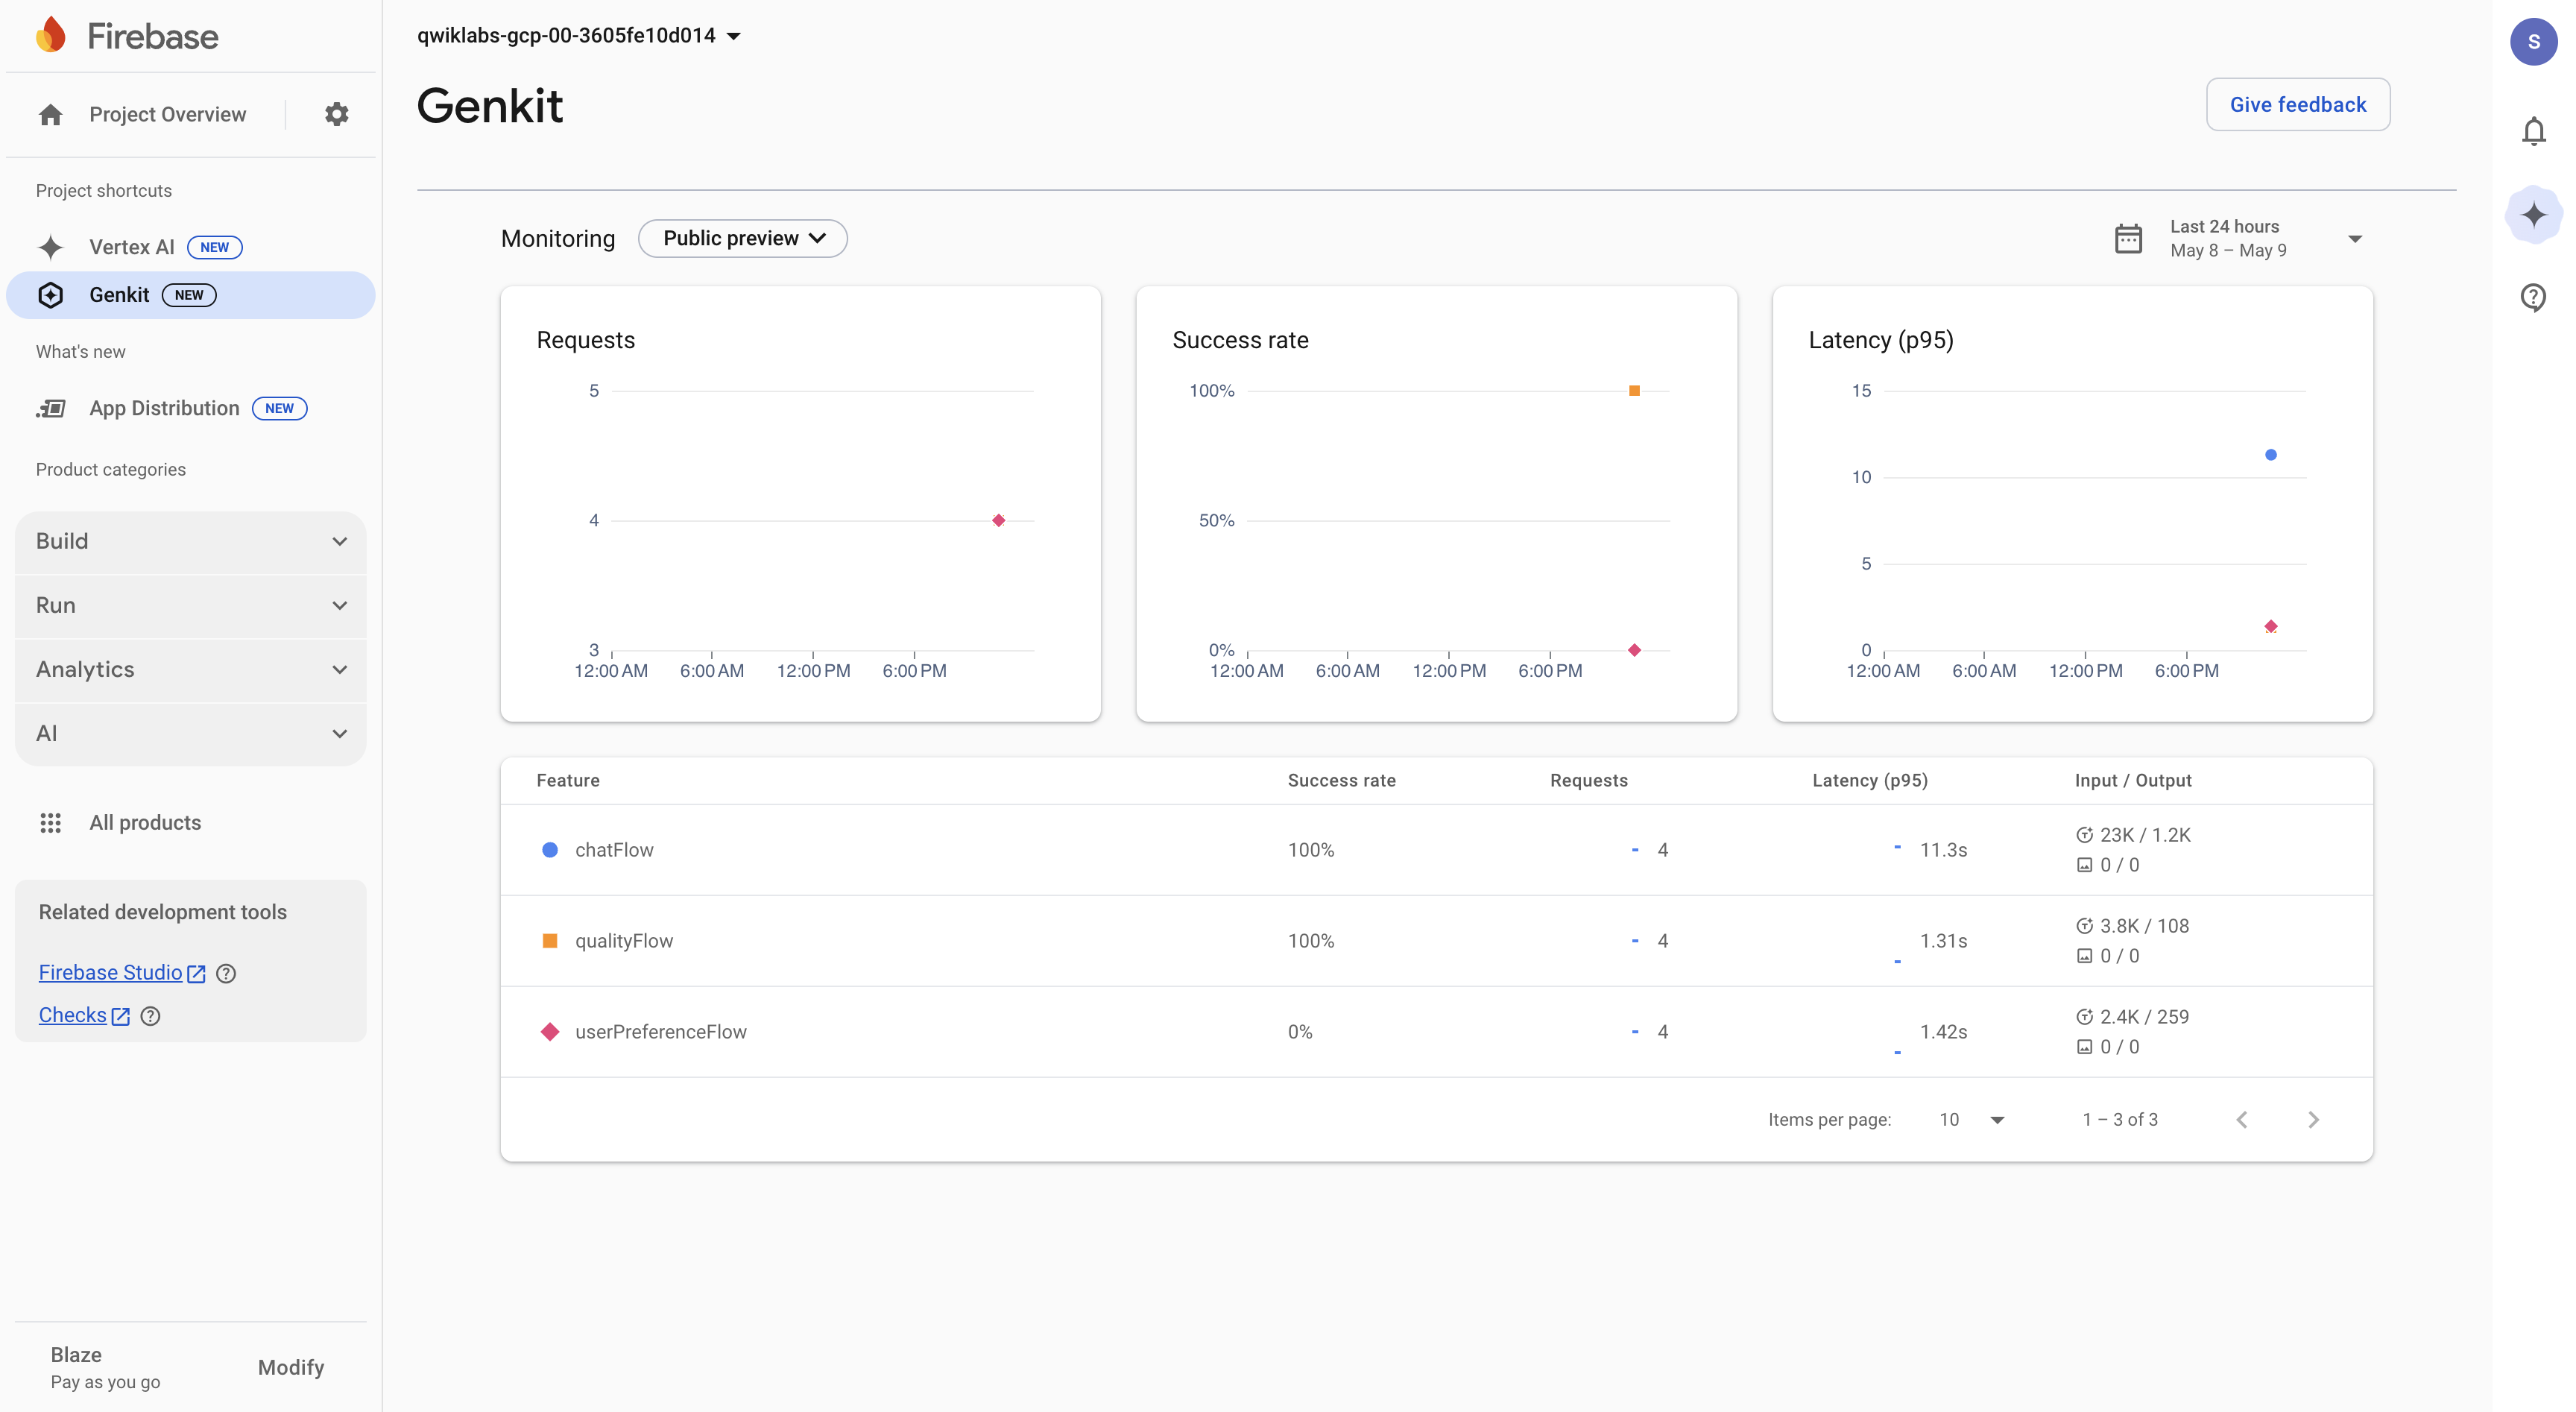 Firebase
Project Overview
Project shortcuts
Vertex AI NEW
Genkit NEW
What's new
App Distribution NEW
Product categories
Build
Run
Analytics
AI
All products
Related development tools
Firebase Studio
Checks
Blaze
Pay as you go
Modify
qwiklabs-gcp-00-3605fe10d014
Genkit
Give feedback
S
Monitoring
Public preview
Last 24 hours
May 8 – May 9
Requests
5
4
3
12:00 AM 6:00 AM 12:00 PM 6:00 PM
Success rate
100%
50%
0%
12:00 AM 6:00 AM 12:00 PM 6:00 PM
Latency (p95)
15
10
5
0
12:00 AM 6:00 AM 12:00 PM 6:00 PM
Feature Success rate Requests Latency (p95) Input / Output
chatFlow 100% 4 11.3s 23K / 1.2K
0 / 0
qualityFlow 100% 4 1.31s 3.8K / 108
0 / 0
userPreferenceFlow 0% 4 1.42s 2.4K / 259
0 / 0
Items per page: 10 1 – 3 of 3